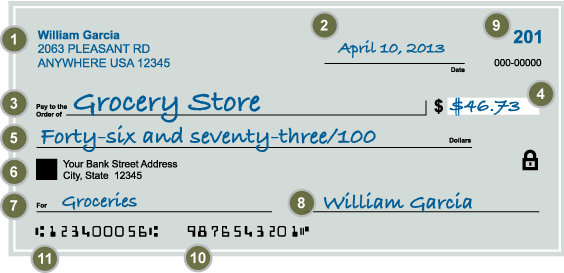 1 William Garcia 2 April 10, 2013 9 201
2063 PLEASANT RD
ANYWHERE USA 12345 Date 000-00000
3 Pay to the Order of Grocery Store $ $46.73 4
5 Forty-six and seventy-three/100 Dollars
6 Your Bank Street Address
City, State 12345
7 For Groceries 8 William Garcia
⑆123400056⑆ 9876543201⑈
11 10